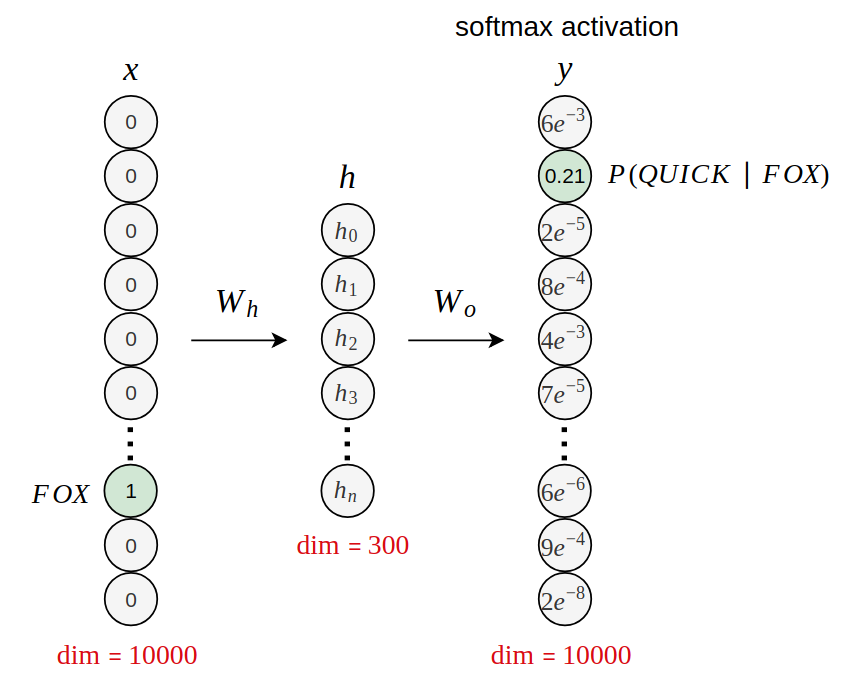 softmax activation
x
0
0
0
0
0
0
FOX
1
0
0
dim = 10000
W_h
h
h_0
h_1
h_2
h_3
h_n
dim = 300
W_o
y
6e^{-3}
0.21
P(QUICK | FOX)
2e^{-5}
8e^{-4}
4e^{-3}
7e^{-5}
6e^{-6}
9e^{-4}
2e^{-8}
dim = 10000